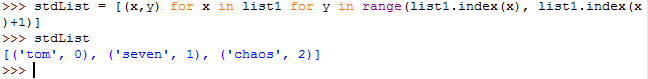 >>> stdList = [(x,y) for x in list1 for y in range(list1.index(x), list1.index(x
)+1)]
>>> stdList
[('tom', 0), ('seven', 1), ('chaos', 2)]
>>>